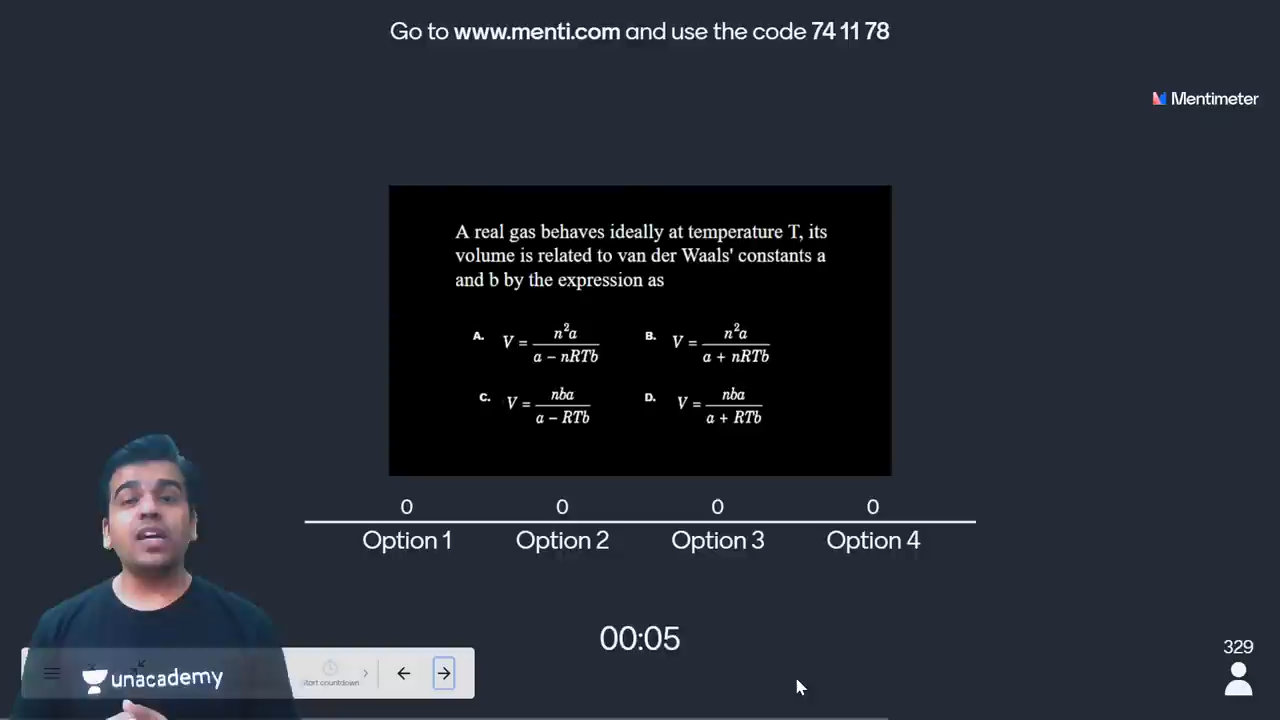 Go to www.menti.com and use the code 74 11 78
Mentimeter
A real gas behaves ideally at temperature T, its
volume is related to van der Waals' constants a
and b by the expression as
A. V = n²a / (a − nRTb) B. V = n²a / (a + nRTb)
C. V = nba / (a − RTb) D. V = nba / (a + RTb)
0 0 0 0
Option 1 Option 2 Option 3 Option 4
00:05
329
Start countdown
unacademy